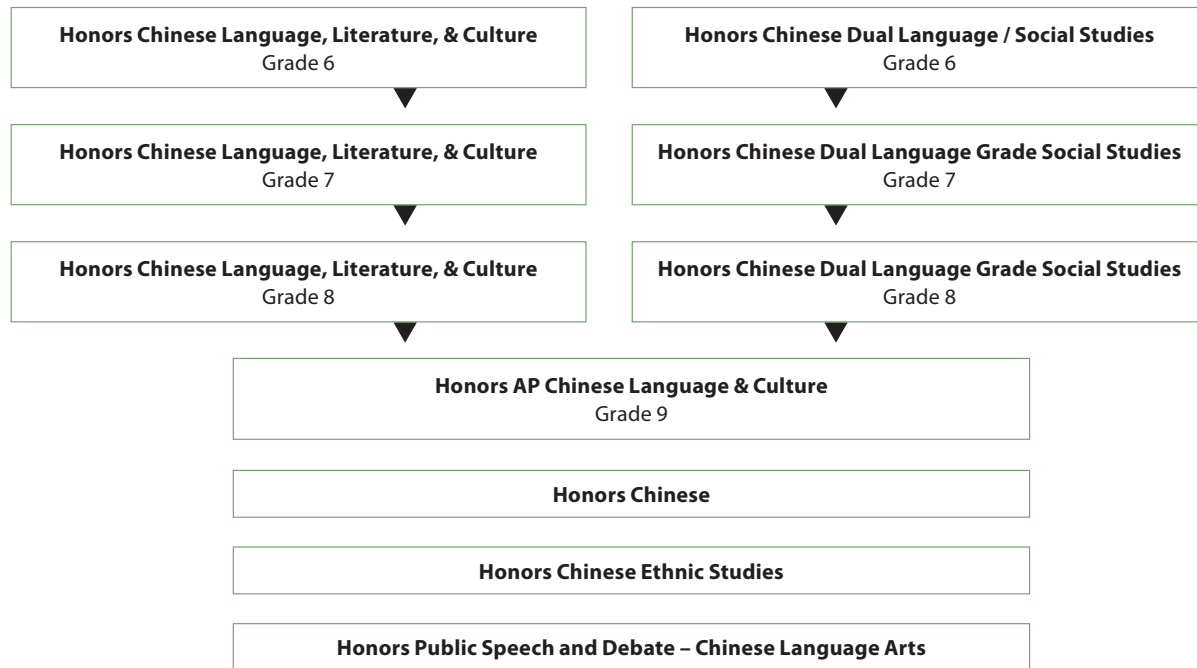 Honors Chinese Language, Literature, & Culture
Grade 6
Honors Chinese Dual Language / Social Studies
Grade 6
Honors Chinese Language, Literature, & Culture
Grade 7
Honors Chinese Dual Language Grade Social Studies
Grade 7
Honors Chinese Language, Literature, & Culture
Grade 8
Honors Chinese Dual Language Grade Social Studies
Grade 8
Honors AP Chinese Language & Culture
Grade 9
Honors Chinese
Honors Chinese Ethnic Studies
Honors Public Speech and Debate – Chinese Language Arts